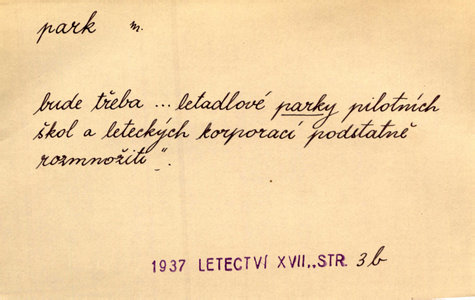 park m.
bude třeba ... letadlové parky pilotních
škol a leteckých korporací podstatně
rozmnožiti".
1937 LETECTVÍ XVII., STR. 3b